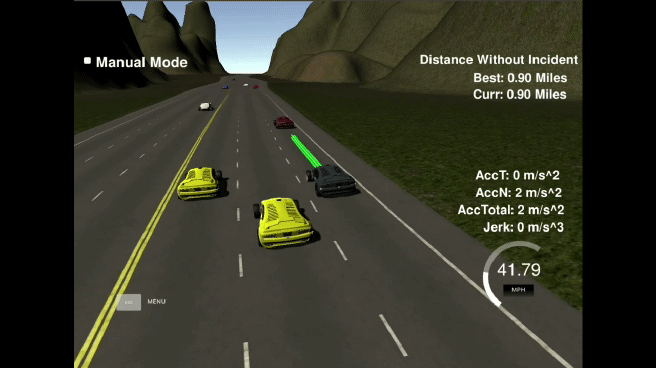 Manual Mode
Distance Without Incident
Best: 0.90 Miles
Curr: 0.90 Miles
AccT: 0 m/s^2
AccN: 2 m/s^2
AccTotal: 2 m/s^2
Jerk: 0 m/s^3
41.79
MPH
ESC MENU